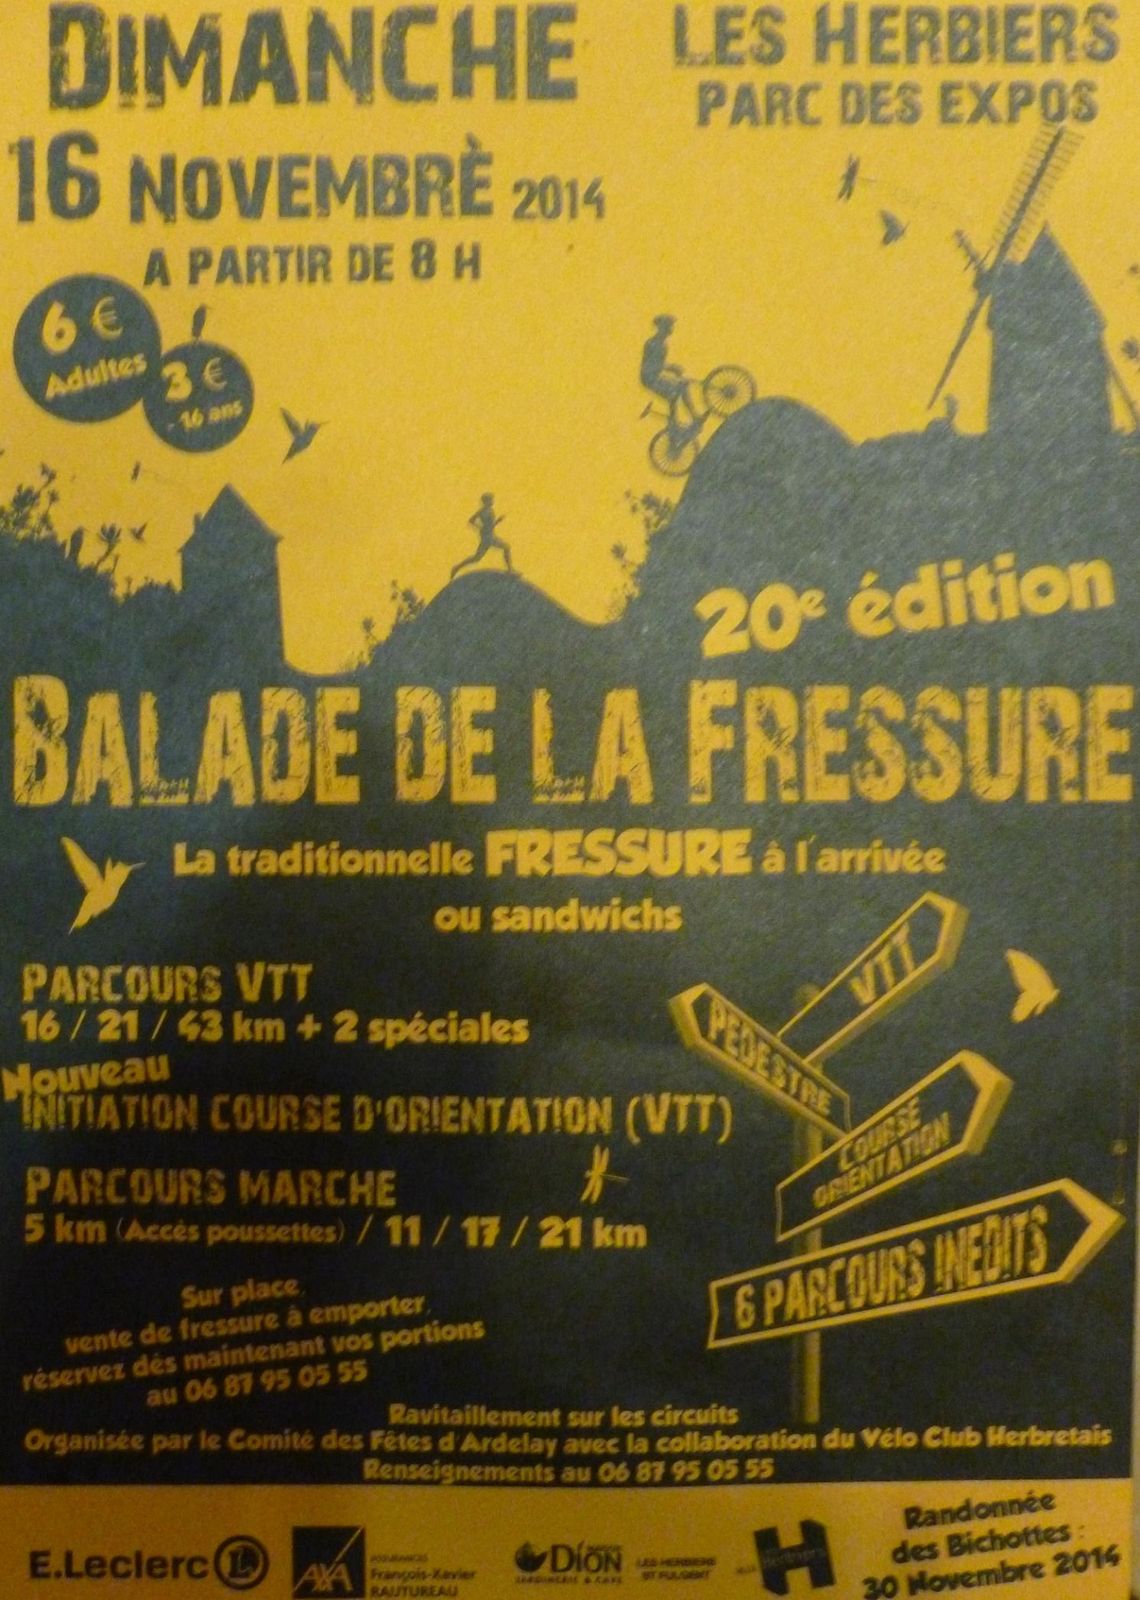 DIMANCHE
16 NOVEMBRÈ 2014
A PARTIR DE 8 H
LES HERBIERS
PARC DES EXPOS
6 €
Adultes
3 €
- 16 ans
20e édition
BALADE DE LA FRESSURE
La traditionnelle FRESSURE à l'arrivée
ou sandwichs
PARCOURS VTT
16 / 21 / 43 km + 2 spéciales
Nouveau
INITIATION COURSE D'ORIENTATION (VTT)
PARCOURS MARCHE
5 km (Accès poussettes) / 11 / 17 / 21 km
VTT
PEDESTRE
COURSE
ORIENTATION
6 PARCOURS INEDITS
Sur place,
vente de fressure à emporter,
réservez dès maintenant vos portions
au 06 87 95 05 55
Ravitaillement sur les circuits
Organisée par le Comité des Fêtes d'Ardelay avec la collaboration du Vélo Club Herbretais
Renseignements au 06 87 95 05 55
E.Leclerc L
AXA
ASSURANCES
François-Xavier
RAUTUREAU
DION
JARDINERIE & CAVE
LES HERBIERS
ST FULGENT
H
Herbiers
Randonnée
des Bichottes :
30 Novembre 2014